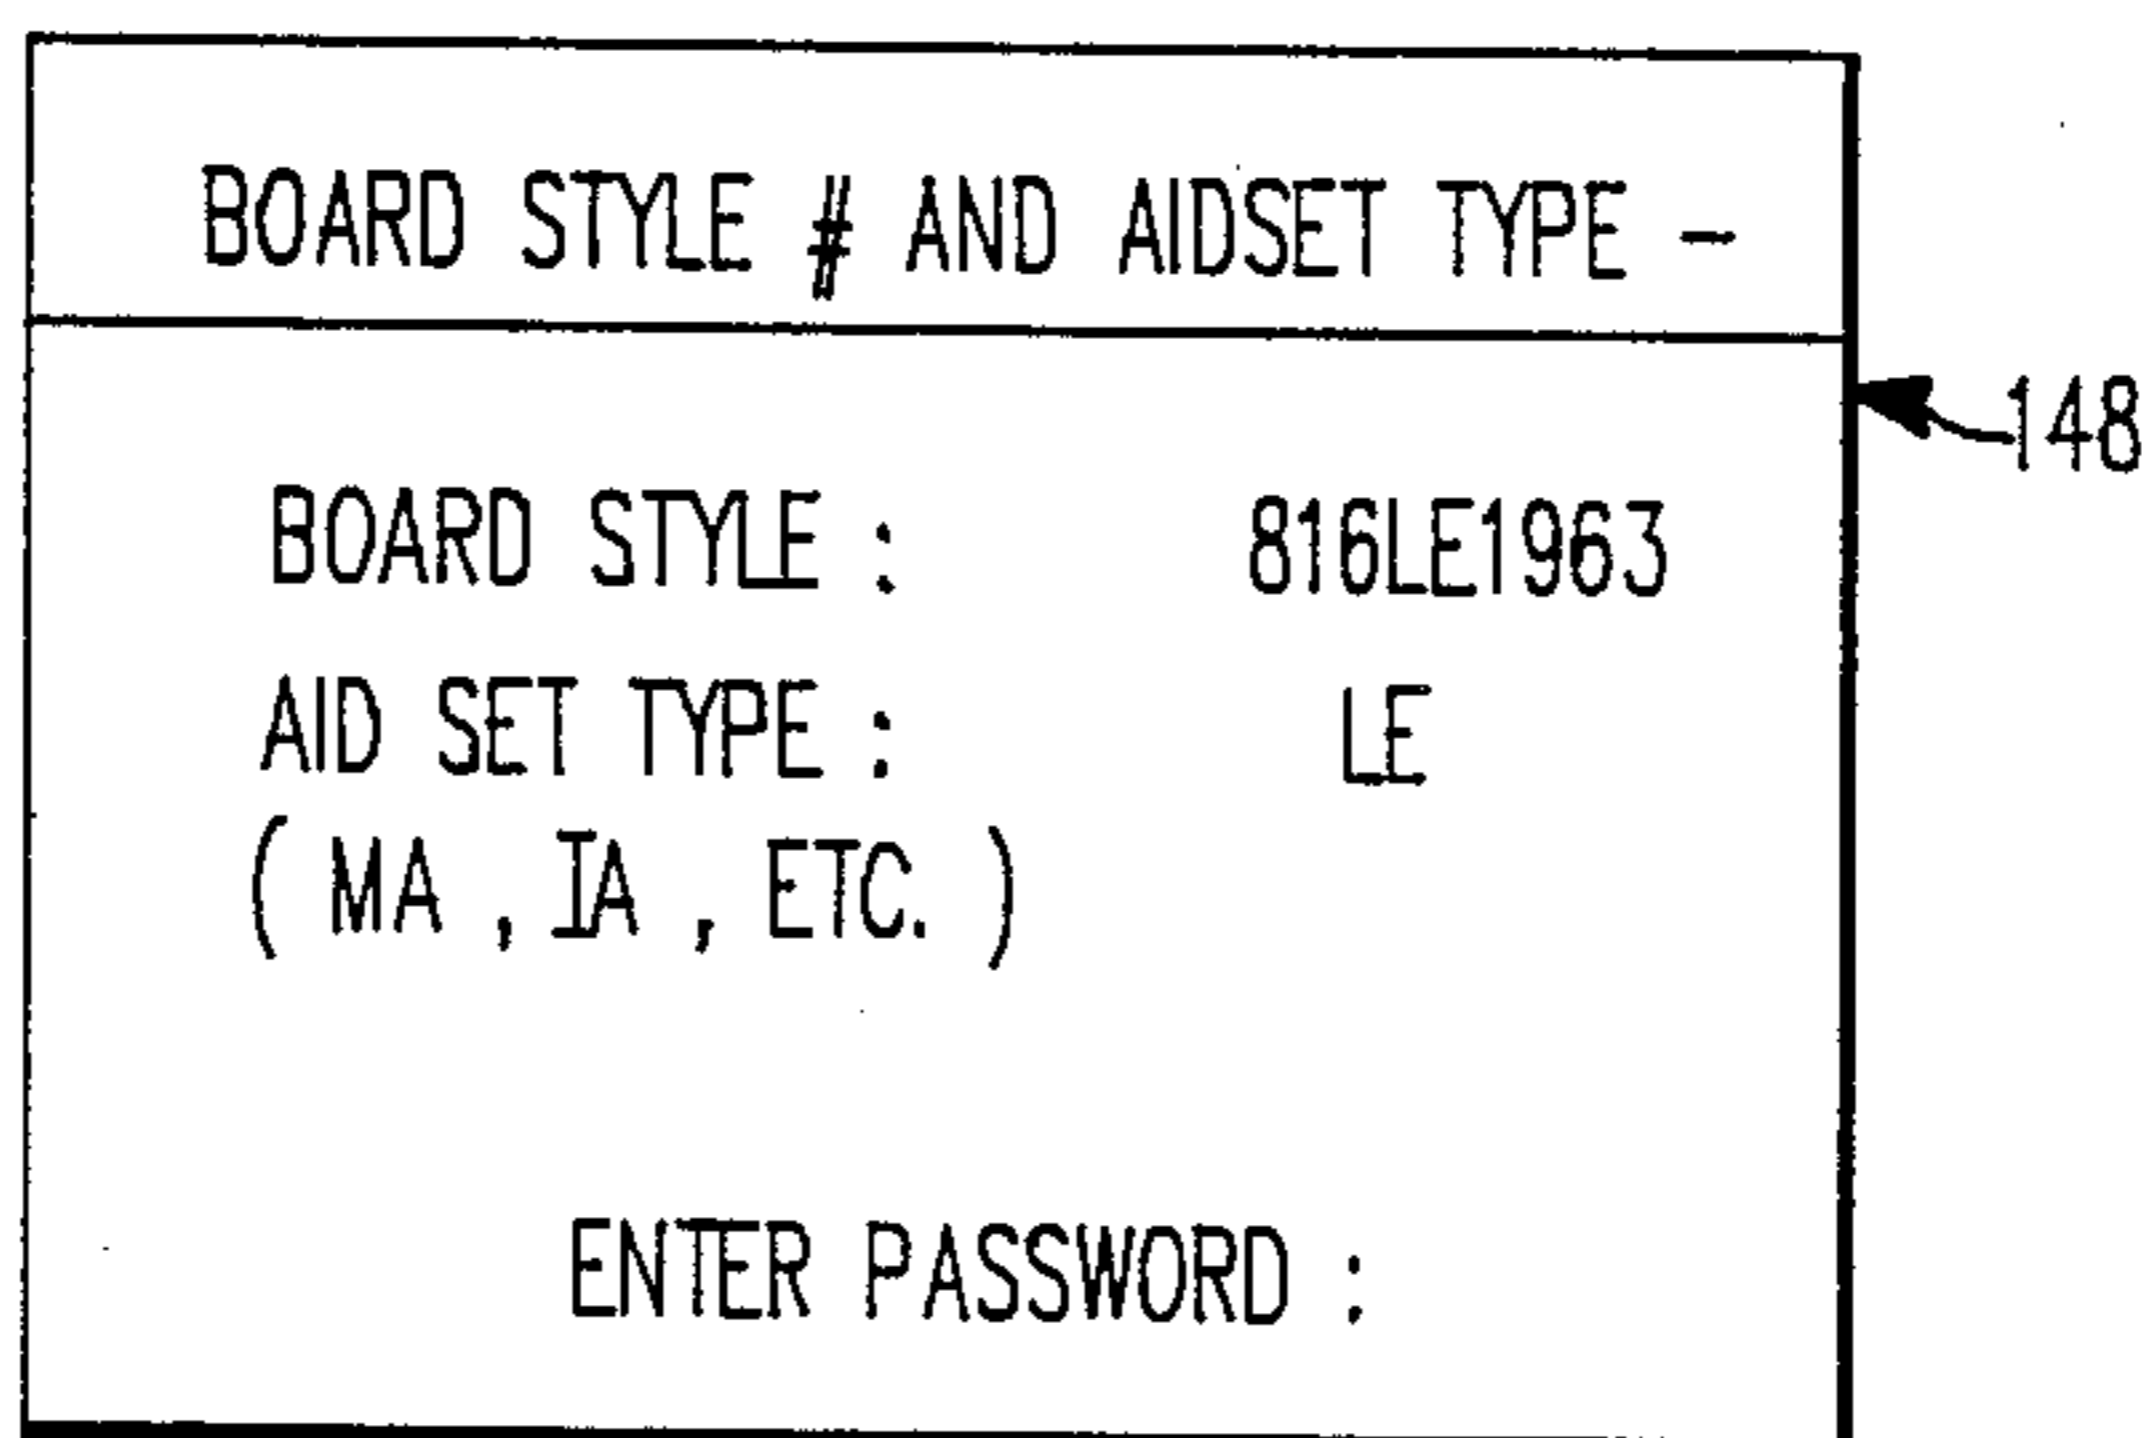 BOARD STYLE # AND AIDSET TYPE -
148
BOARD STYLE : 816LE1963
AID SET TYPE : LE
( MA , IA , ETC. )
ENTER PASSWORD :